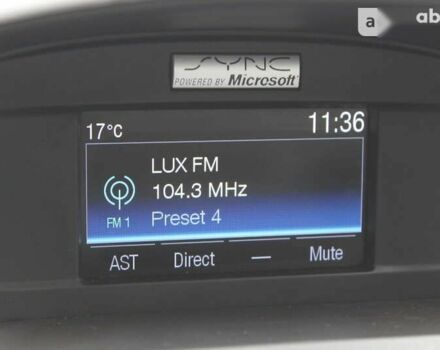 a
ab
SYNC
POWERED BY Microsoft®
17°C
11:36
LUX FM
104.3 MHz
FM 1
Preset 4
AST
Direct
—
Mute